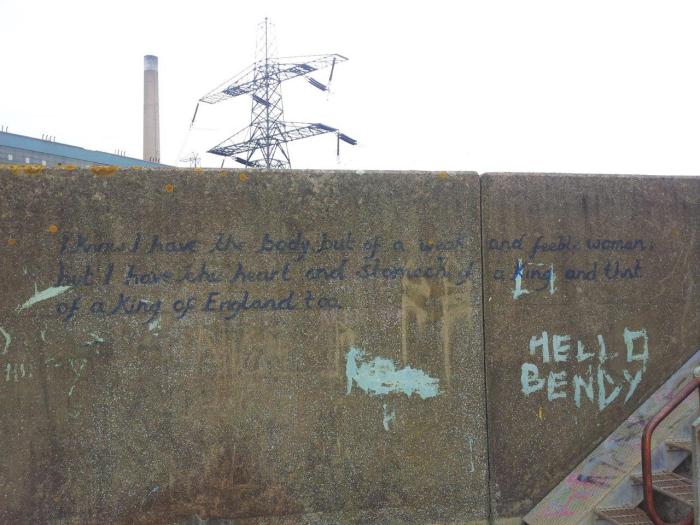 I know I have the body but of a weak and feeble woman;
but I have the heart and stomach of a king, and that
of a King of England too.
HELLO
BENDY